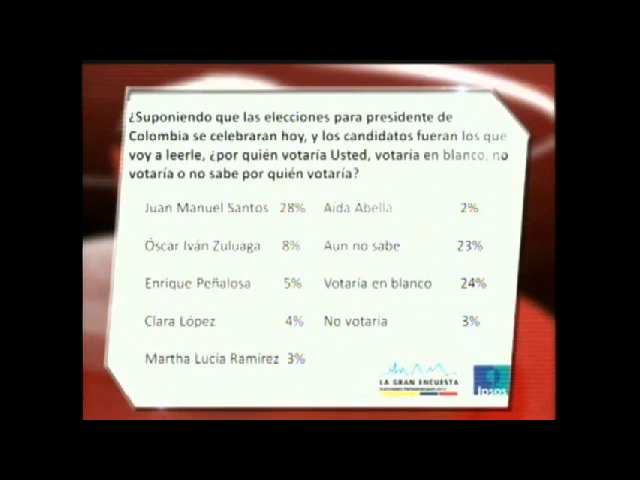 ¿Suponiendo que las elecciones para presidente de
Colombia se celebraran hoy, y los candidatos fueran los que
voy a leerle, ¿por quién votaría Usted, votaría en blanco, no
votaría o no sabe por quién votaría?
Juan Manuel Santos 28% Aída Abella 2%
Óscar Iván Zuluaga 8% Aún no sabe 23%
Enrique Peñalosa 5% Votaría en blanco 24%
Clara López 4% No votaría 3%
Martha Lucía Ramírez 3%
LA GRAN ENCUESTA
Ipsos